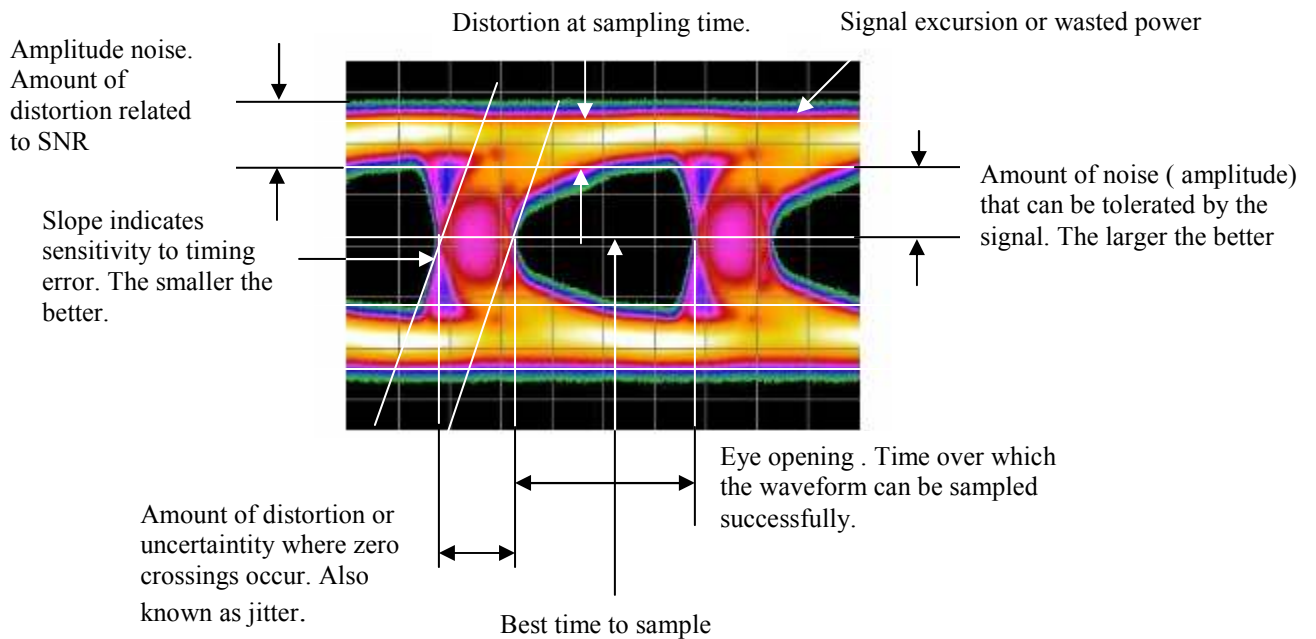 Distortion at sampling time.
Signal excursion or wasted power
Amplitude noise.
Amount of
distortion related
to SNR
Amount of noise ( amplitude)
that can be tolerated by the
signal. The larger the better
Slope indicates
sensitivity to timing
error. The smaller the
better.
Eye opening . Time over which
the waveform can be sampled
successfully.
Amount of distortion or
uncertaintity where zero
crossings occur. Also
known as jitter.
Best time to sample